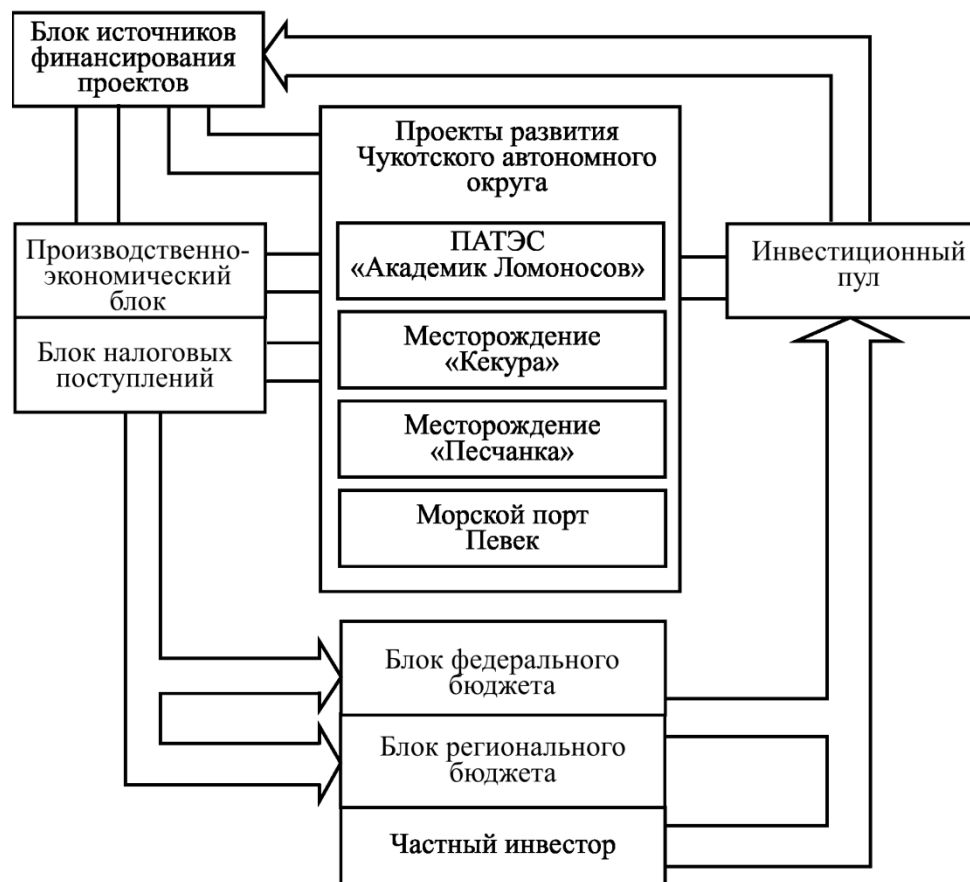 Блок источников
финансирования
проектов
Проекты развития
Чукотского автономного
округа
Производственно-
экономический
блок
ПАТЭС
«Академик Ломоносов»
Инвестиционный
пул
Блок налоговых
поступлений
Месторождение
«Кекура»
Месторождение
«Песчанка»
Морской порт
Певек
Блок федерального
бюджета
Блок регионального
бюджета
Частный инвестор